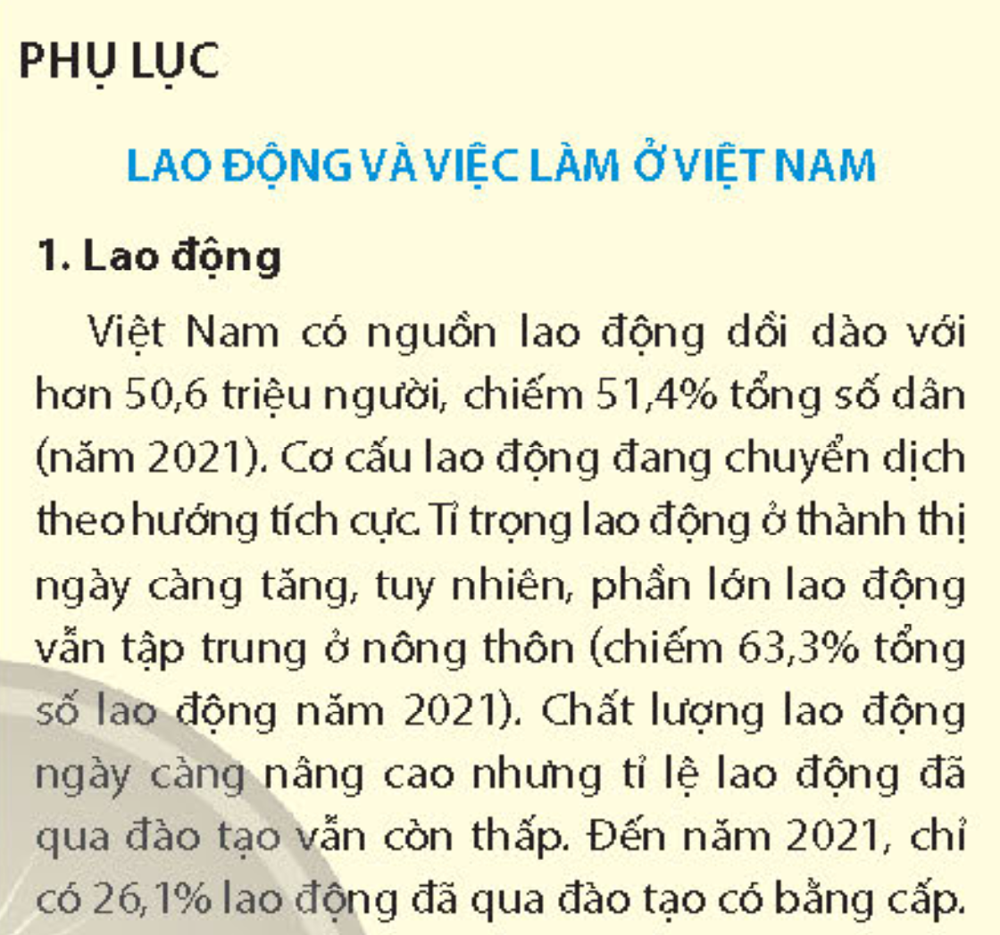 PHỤ LỤC
LAO ĐỘNG VÀ VIỆC LÀM Ở VIỆT NAM
1. Lao động
Việt Nam có nguồn lao động dồi dào với
hơn 50,6 triệu người, chiếm 51,4% tổng số dân
(năm 2021). Cơ cấu lao động đang chuyển dịch
theo hướng tích cực. Tỉ trọng lao động ở thành thị
ngày càng tăng, tuy nhiên, phần lớn lao động
vẫn tập trung ở nông thôn (chiếm 63,3% tổng
số lao động năm 2021). Chất lượng lao động
ngày càng nâng cao nhưng tỉ lệ lao động đã
qua đào tạo vẫn còn thấp. Đến năm 2021, chỉ
có 26,1% lao động đã qua đào tạo có bằng cấp.